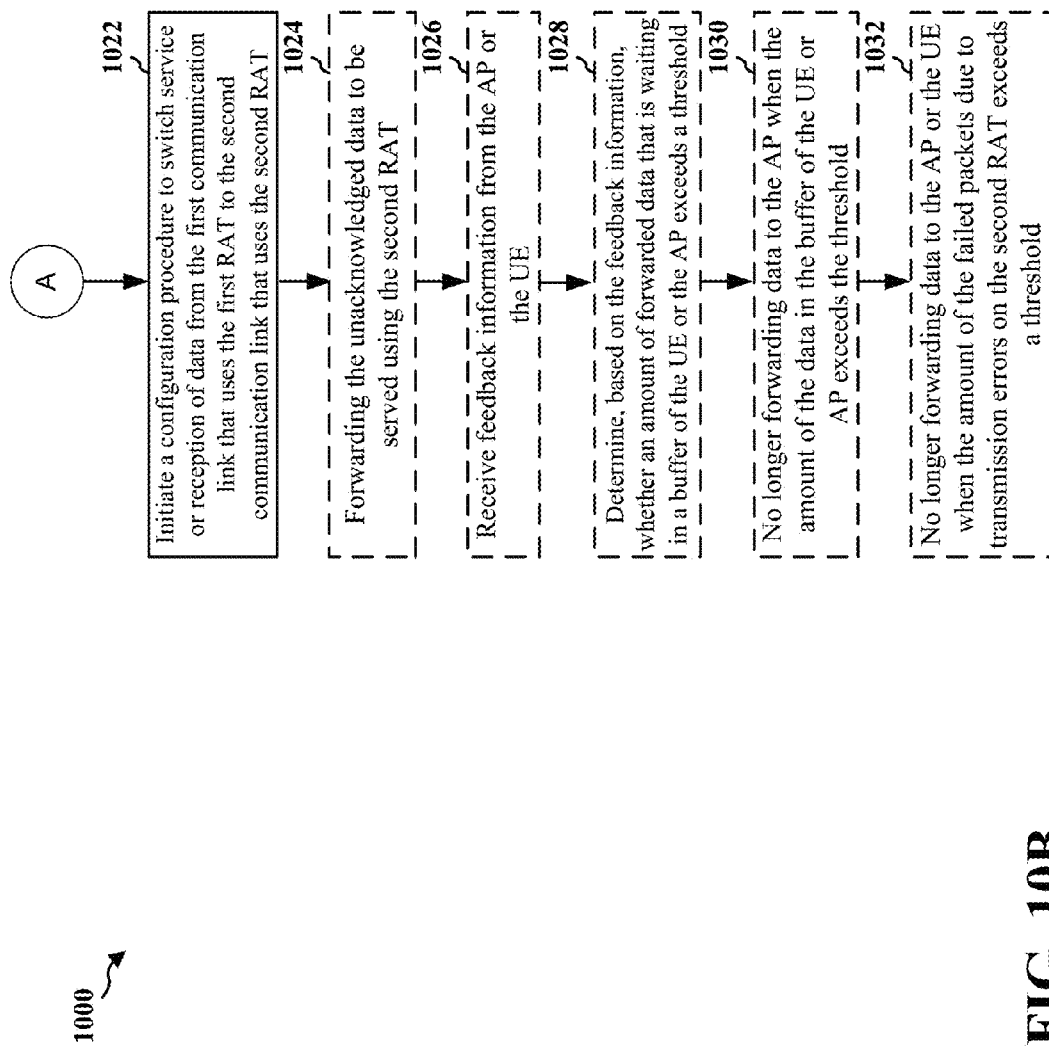 1000
A
1022
Initiate a configuration procedure to switch service
or reception of data from the first communication
link that uses the first RAT to the second
communication link that uses the second RAT
1024
Forwarding the unacknowledged data to be
served using the second RAT
1026
Receive feedback information from the AP or
the UE
1028
Determine, based on the feedback information,
whether an amount of forwarded data that is waiting
in a buffer of the UE or the AP exceeds a threshold
1030
No longer forwarding data to the AP when the
amount of the data in the buffer of the UE or
AP exceeds the threshold
1032
No longer forwarding data to the AP or the UE
when the amount of the failed packets due to
transmission errors on the second RAT exceeds
a threshold
FIG. 10B